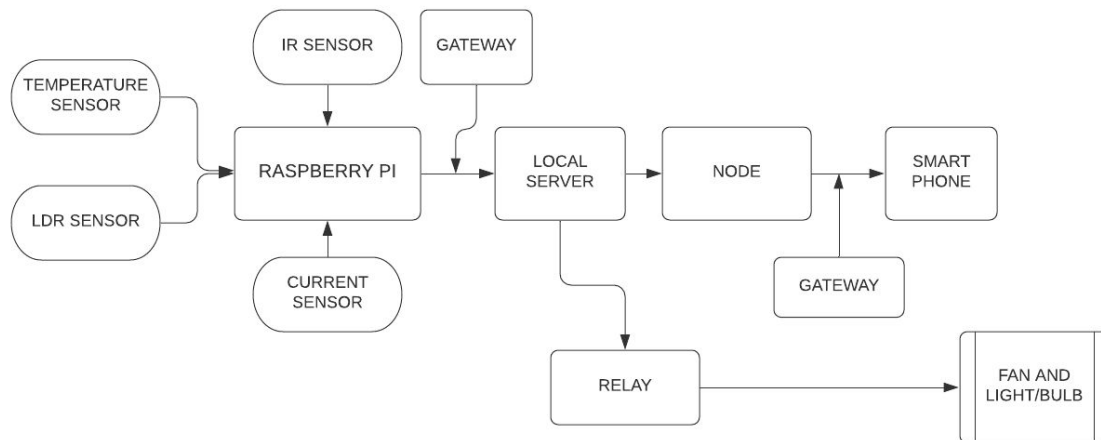 IR SENSOR
GATEWAY
TEMPERATURE
SENSOR
RASPBERRY PI
LOCAL
SERVER
NODE
SMART
PHONE
LDR SENSOR
CURRENT
SENSOR
GATEWAY
RELAY
FAN AND
LIGHT/BULB